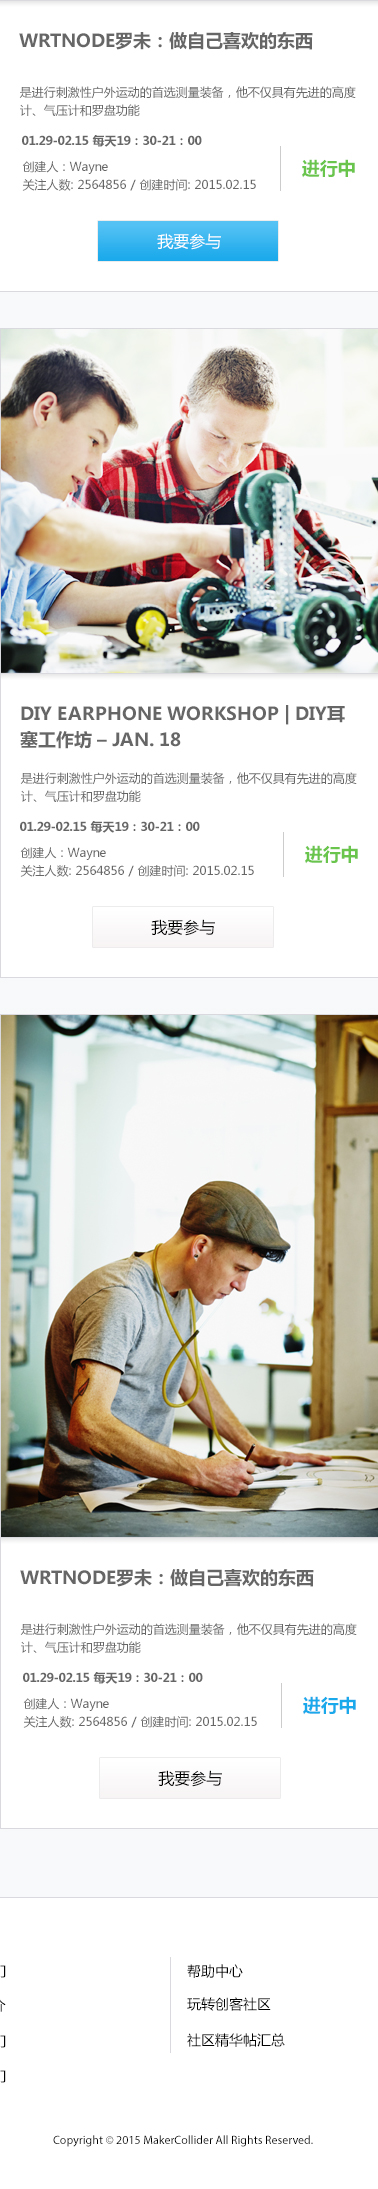 WRTNODE罗未：做自己喜欢的东西
是进行刺激性户外运动的首选测量装备，他不仅具有先进的高度
计、气压计和罗盘功能
01.29-02.15 每天19：30-21：00
创建人：Wayne
关注人数: 2564856 / 创建时间: 2015.02.15
进行中
我要参与
DIY EARPHONE WORKSHOP | DIY耳
塞工作坊 – JAN. 18
是进行刺激性户外运动的首选测量装备，他不仅具有先进的高度
计、气压计和罗盘功能
01.29-02.15 每天19：30-21：00
创建人：Wayne
关注人数: 2564856 / 创建时间: 2015.02.15
进行中
我要参与
WRTNODE罗未：做自己喜欢的东西
是进行刺激性户外运动的首选测量装备，他不仅具有先进的高度
计、气压计和罗盘功能
01.29-02.15 每天19：30-21：00
创建人：Wayne
关注人数: 2564856 / 创建时间: 2015.02.15
进行中
我要参与
帮助中心
玩转创客社区
社区精华帖汇总
Copyright © 2015 MakerCollider All Rights Reserved.